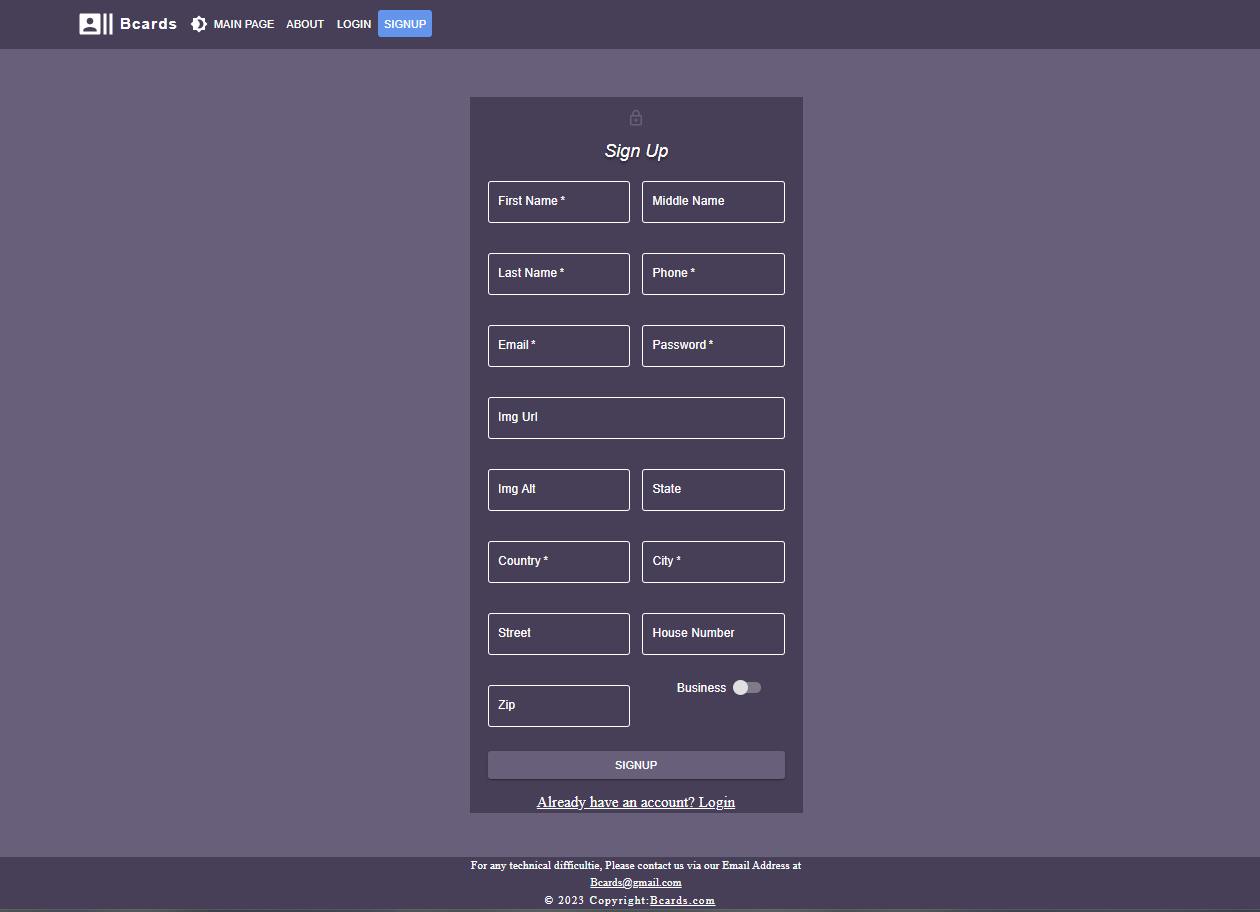 Bcards MAIN PAGE ABOUT LOGIN SIGNUP
Sign Up
First Name * Middle Name
Last Name * Phone *
Email * Password *
Img Url
Img Alt State
Country * City *
Street House Number
Zip Business
SIGNUP
Already have an account? Login
For any technical difficultie, Please contact us via our Email Address at
Bcards@gmail.com
© 2023 Copyright:Bcards.com